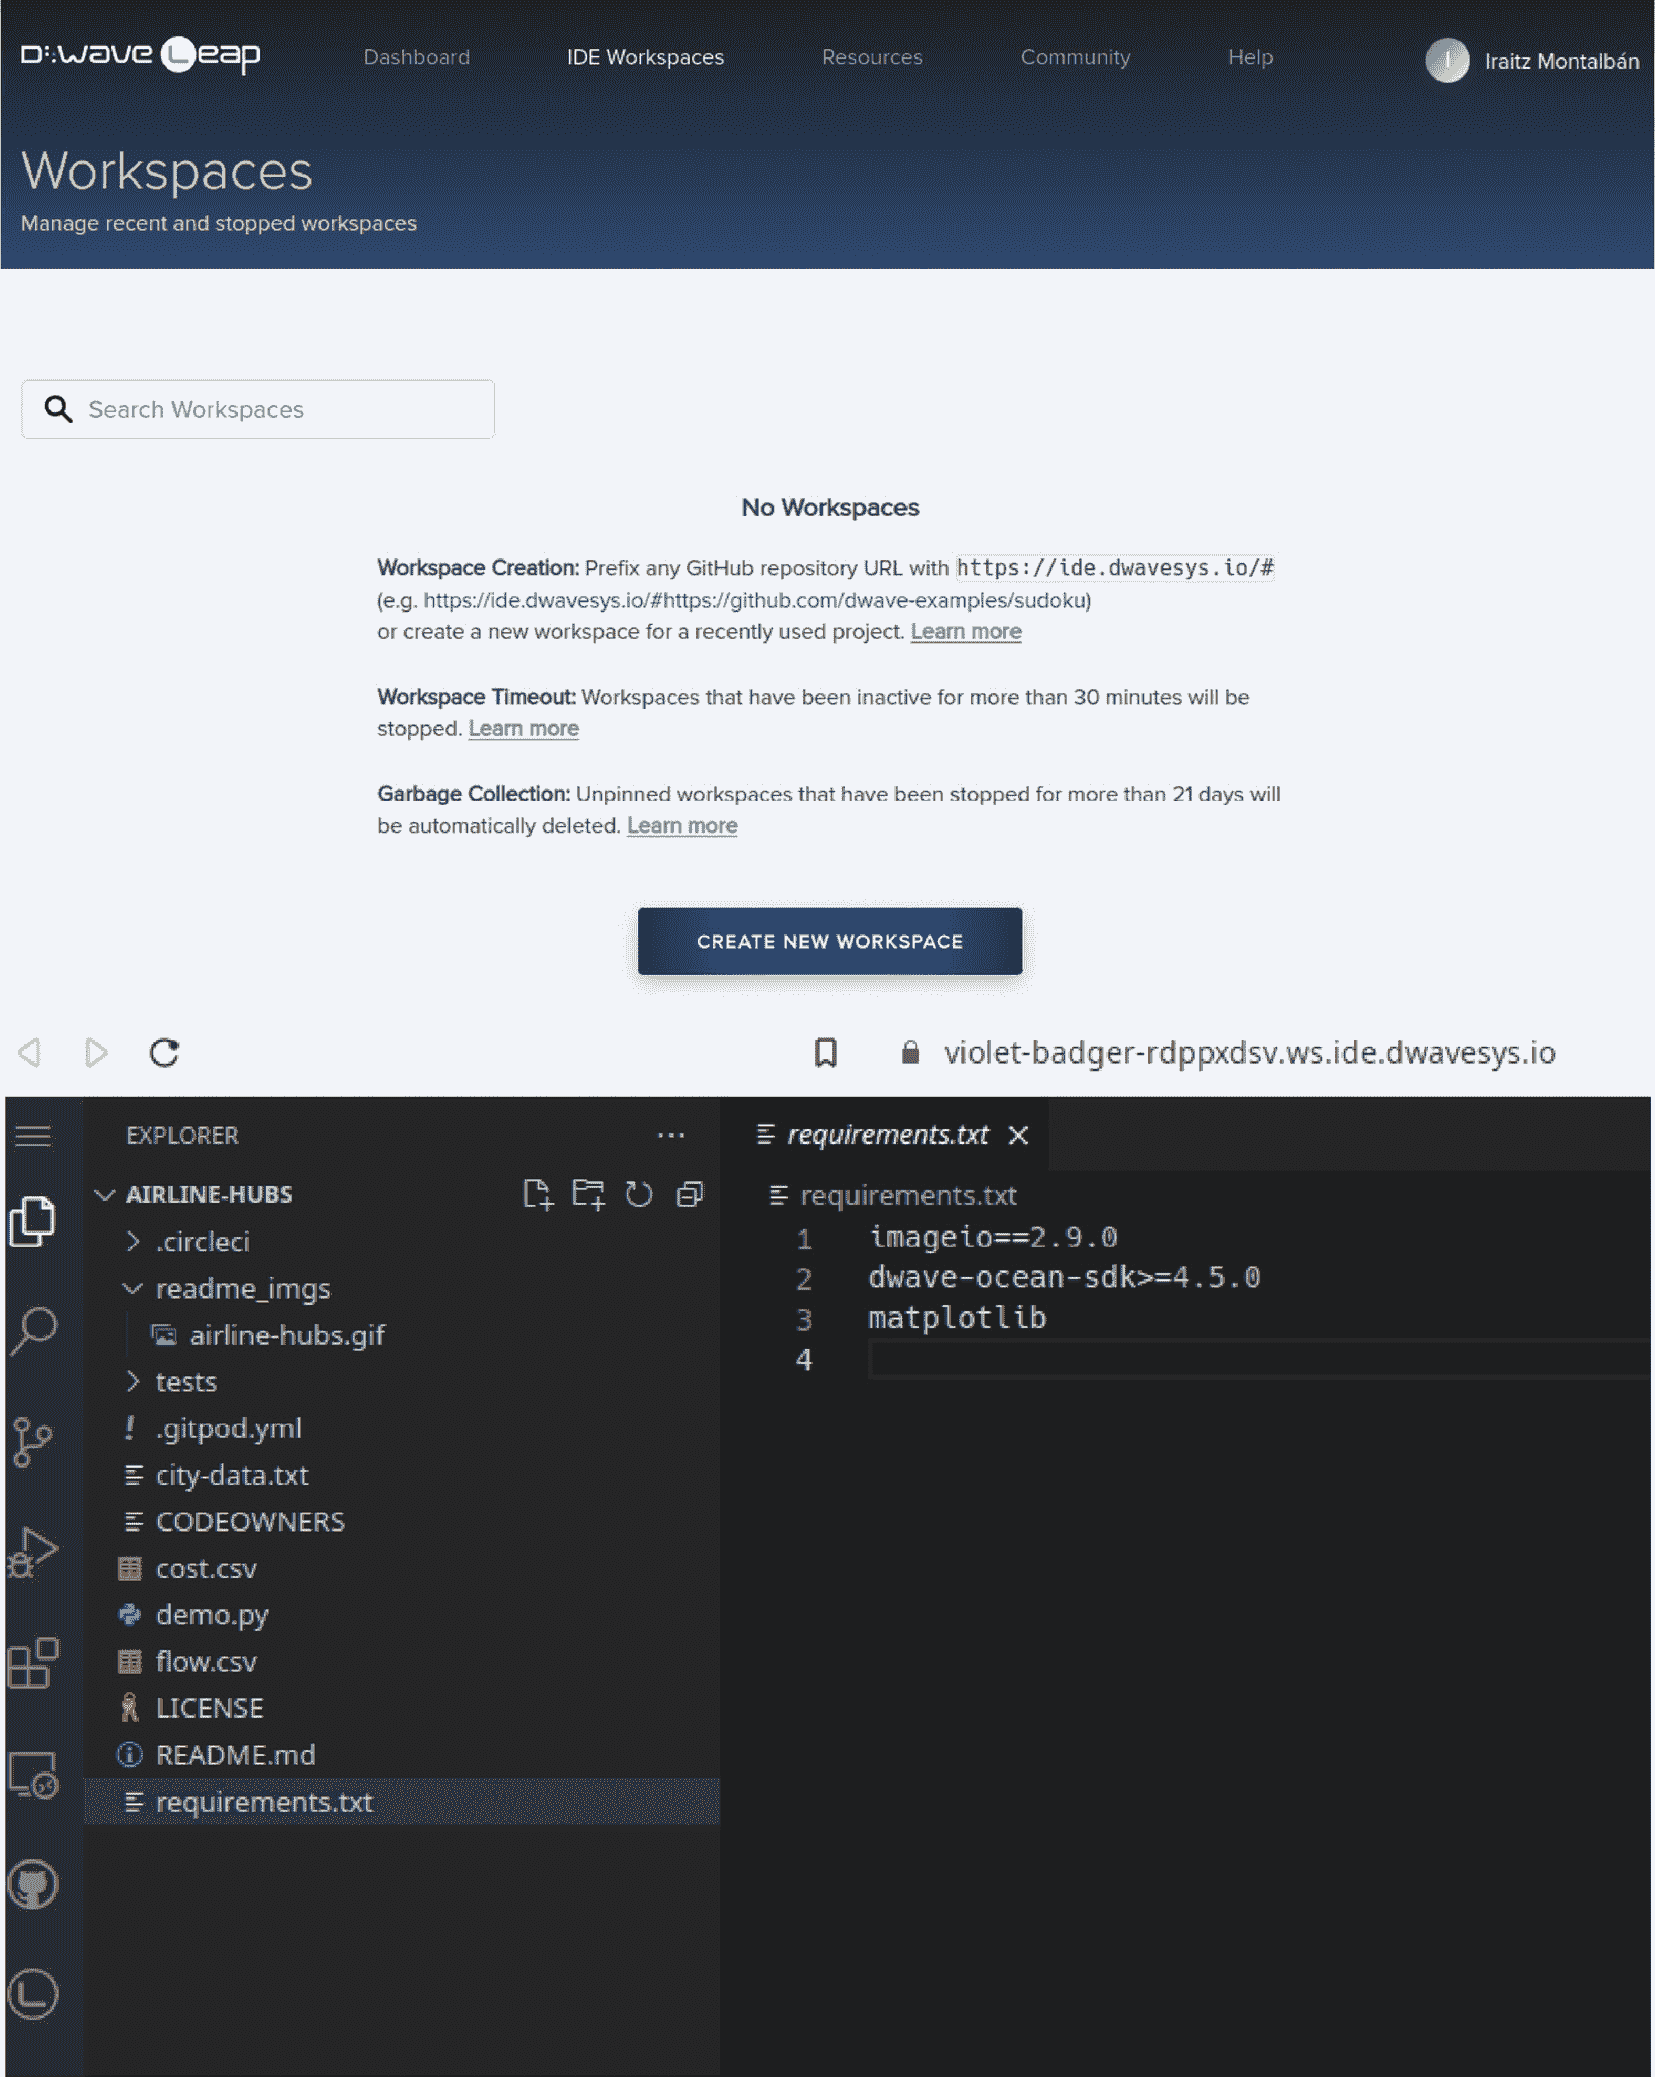 D:wave Leap
Dashboard
IDE Workspaces
Resources
Community
Help
I
Iraitz Montalbán
Workspaces
Manage recent and stopped workspaces
Search Workspaces
No Workspaces
Workspace Creation: Prefix any GitHub repository URL with https://ide.dwavesys.io/#
(e.g. https://ide.dwavesys.io/#https://github.com/dwave-examples/sudoku)
or create a new workspace for a recently used project. Learn more
Workspace Timeout: Workspaces that have been inactive for more than 30 minutes will be
stopped. Learn more
Garbage Collection: Unpinned workspaces that have been stopped for more than 21 days will
be automatically deleted. Learn more
CREATE NEW WORKSPACE
violet-badger-rdppxdsv.ws.ide.dwavesys.io
EXPLORER
AIRLINE-HUBS
.circleci
readme_imgs
airline-hubs.gif
tests
.gitpod.yml
city-data.txt
CODEOWNERS
cost.csv
demo.py
flow.csv
LICENSE
README.md
requirements.txt
requirements.txt
requirements.txt
1 imageio==2.9.0
2 dwave-ocean-sdk>=4.5.0
3 matplotlib
4